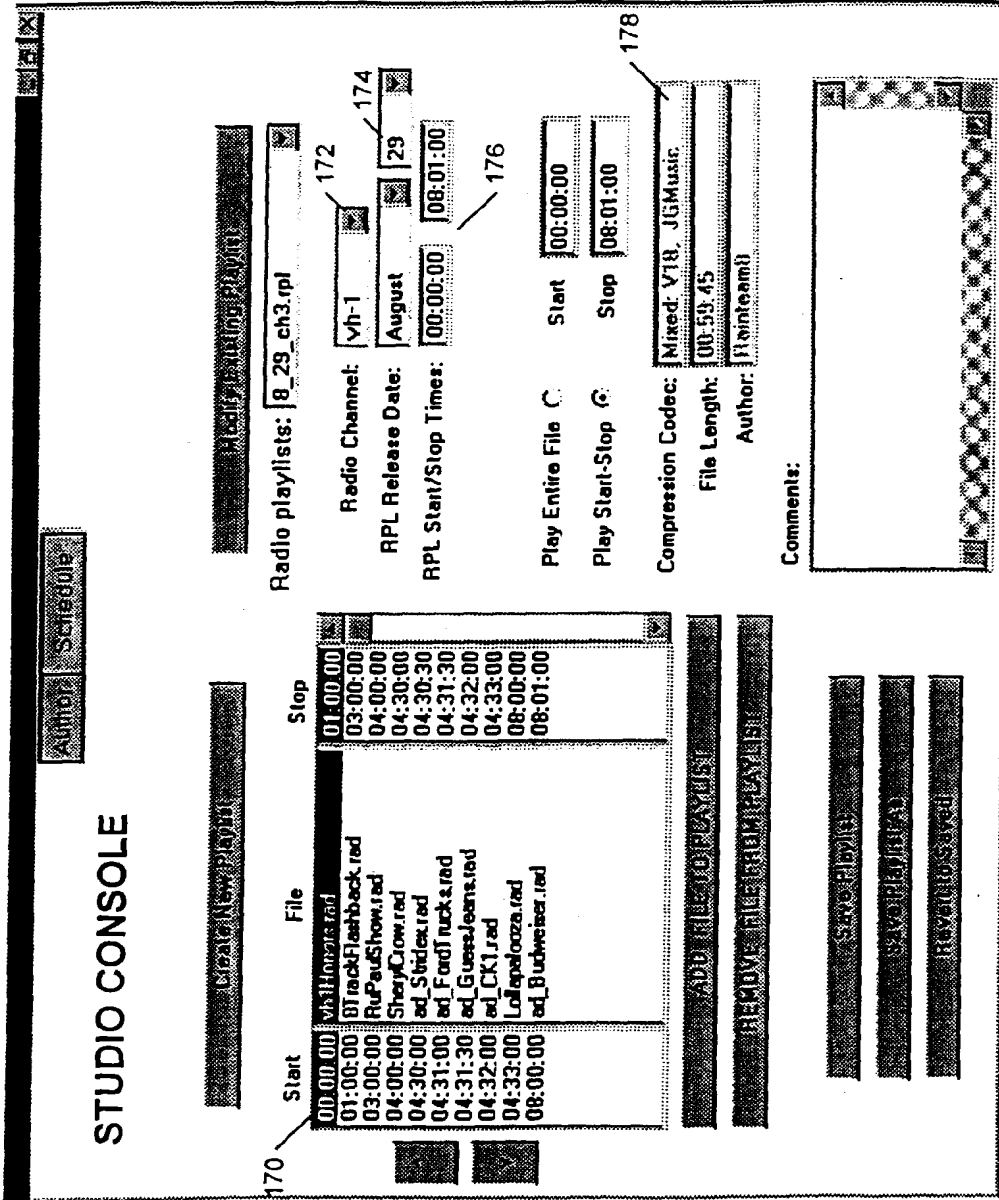 Author Schedule
STUDIO CONSOLE
Create New Playlist
Modify Existing Playlist
Radio playlists: 8_29_ch3.rpl
Radio Channel: vh-1
172
RPL Release Date: August 29
174
RPL Start/Stop Times: 00:00:00 08:01:00
176
170
Start File Stop
00:00:00 01:00:00
01:00:00 BTrackFlashback.rad 03:00:00
03:00:00 RuPaulShow.rad 04:00:00
04:00:00 SherylCrow.rad 04:30:00
04:30:00 ad_Stridex.rad 04:30:30
04:31:00 ad_FordTrucks.rad 04:31:30
04:31:30 ad_GuessJeans.rad 04:32:00
04:32:00 ad_CK1.rad 04:33:00
04:33:00 Lollapalooza.rad 08:00:00
08:00:00 ad_Budweiser.rad 08:01:00
Play Entire File Start 00:00:00
Play Start-Stop Stop 08:01:00
178
Compression Codec: Mixed: V18, JGMusic
File Length: 00:59:45
Author: Rainteam8
Comments:
ADD FILE TO PLAYLIST
REMOVE FILE FROM PLAYLIST
Save Playlist
Save Playlist As
Revert to Saved